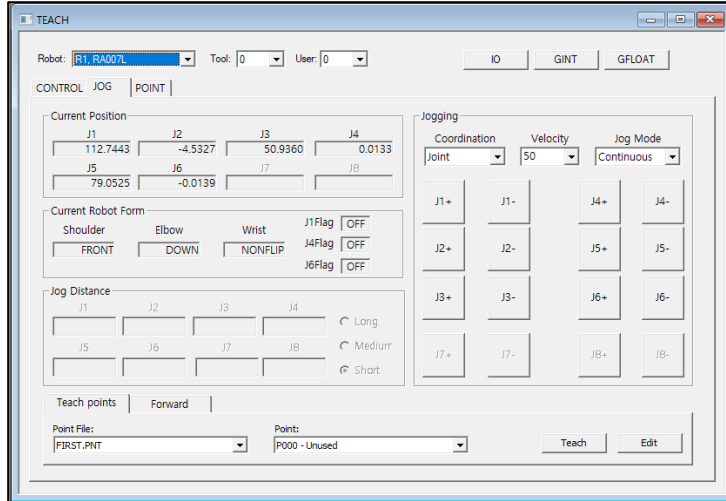 TEACH
Robot: R1, RA007L Tool: 0 User: 0 IO GINT GFLOAT
CONTROL JOG POINT
Current Position
J1 J2 J3 J4
112.7443 -4.5327 50.9360 0.0133
J5 J6 J7 J8
79.0525 -0.0139
Current Robot Form
Shoulder Elbow Wrist
FRONT DOWN NONFLIP
J1Flag OFF
J4Flag OFF
J6Flag OFF
Jog Distance
J1 J2 J3 J4
J5 J6 J7 J8
Long
Mediurr
Short
Jogging
Coordination Velocity Jog Mode
Joint 50 Continuous
J1+ J1- J4+ J4-
J2+ J2- J5+ J5-
J3+ J3- J6+ J6-
J7+ J7- J8+ J8-
Teach points Forward
Point File: Point:
FIRST.PNT P000 - Unused Teach Edit